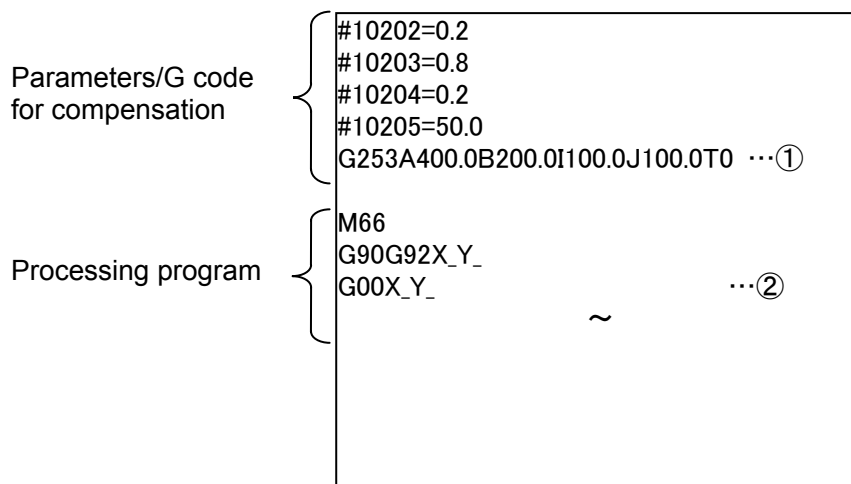 Parameters/G code
for compensation
#10202=0.2
#10203=0.8
#10204=0.2
#10205=50.0
G253A400.0B200.0I100.0J100.0T0 …①
Processing program
M66
G90G92X_Y_
G00X_Y_ …②
~